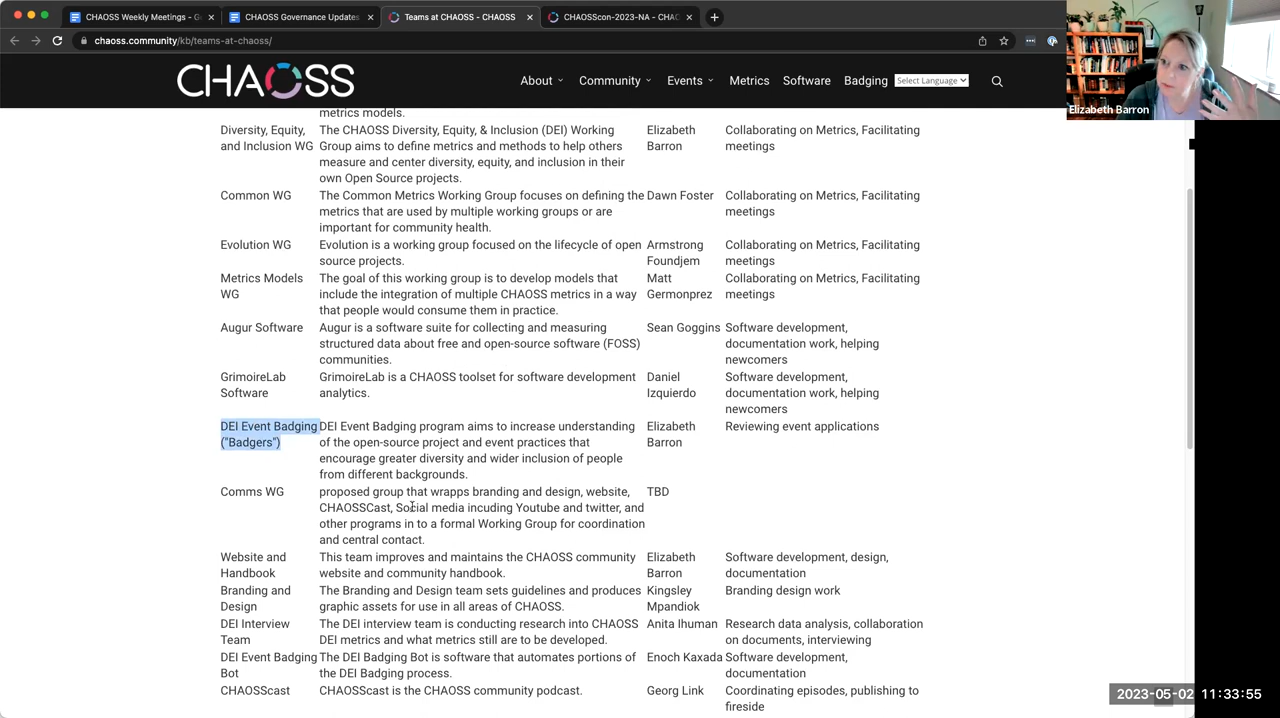 CHAOSS Weekly Meetings - G
CHAOSS Governance Updates
Teams at CHAOSS - CHAOSS
CHAOSScon-2023-NA - CHAOSS
chaoss.community/kb/teams-at-chaoss/
Elizabeth Barron
CHAOSS
About
Community
Events
Metrics
Software
Badging
Select Language
metrics models.
Diversity, Equity,
and Inclusion WG
The CHAOSS Diversity, Equity, & Inclusion (DEI) Working
Group aims to define metrics and methods to help others
measure and center diversity, equity, and inclusion in their
own Open Source projects.
Elizabeth
Barron
Collaborating on Metrics, Facilitating
meetings
Common WG
The Common Metrics Working Group focuses on defining the
metrics that are used by multiple working groups or are
important for community health.
Dawn Foster
Collaborating on Metrics, Facilitating
meetings
Evolution WG
Evolution is a working group focused on the lifecycle of open
source projects.
Armstrong
Foundjem
Collaborating on Metrics, Facilitating
meetings
Metrics Models
WG
The goal of this working group is to develop models that
include the integration of multiple CHAOSS metrics in a way
that people would consume them in practice.
Matt
Germonprez
Collaborating on Metrics, Facilitating
meetings
Augur Software
Augur is a software suite for collecting and measuring
structured data about free and open-source software (FOSS)
communities.
Sean Goggins
Software development,
documentation work, helping
newcomers
GrimoireLab
Software
GrimoireLab is a CHAOSS toolset for software development
analytics.
Daniel
Izquierdo
Software development,
documentation work, helping
newcomers
DEI Event Badging
("Badgers")
DEI Event Badging program aims to increase understanding
of the open-source project and event practices that
encourage greater diversity and wider inclusion of people
from different backgrounds.
Elizabeth
Barron
Reviewing event applications
Comms WG
proposed group that wrapps branding and design, website,
CHAOSSCast, Social media incuding Youtube and twitter, and
other programs in to a formal Working Group for coordination
and central contact.
TBD
Website and
Handbook
This team improves and maintains the CHAOSS community
website and community handbook.
Elizabeth
Barron
Software development, design,
documentation
Branding and
Design
The Branding and Design team sets guidelines and produces
graphic assets for use in all areas of CHAOSS.
Kingsley
Mpandiok
Branding design work
DEI Interview
Team
The DEI interview team is conducting research into CHAOSS
DEI metrics and what metrics still are to be developed.
Anita Ihuman
Research data analysis, collaboration
on documents, interviewing
DEI Event Badging
Bot
The DEI Badging Bot is software that automates portions of
the DEI Badging process.
Enoch Kaxada
Software development,
documentation
CHAOSScast
CHAOSScast is the CHAOSS community podcast.
Georg Link
Coordinating episodes, publishing to
fireside
2023-05-02 11:33:55